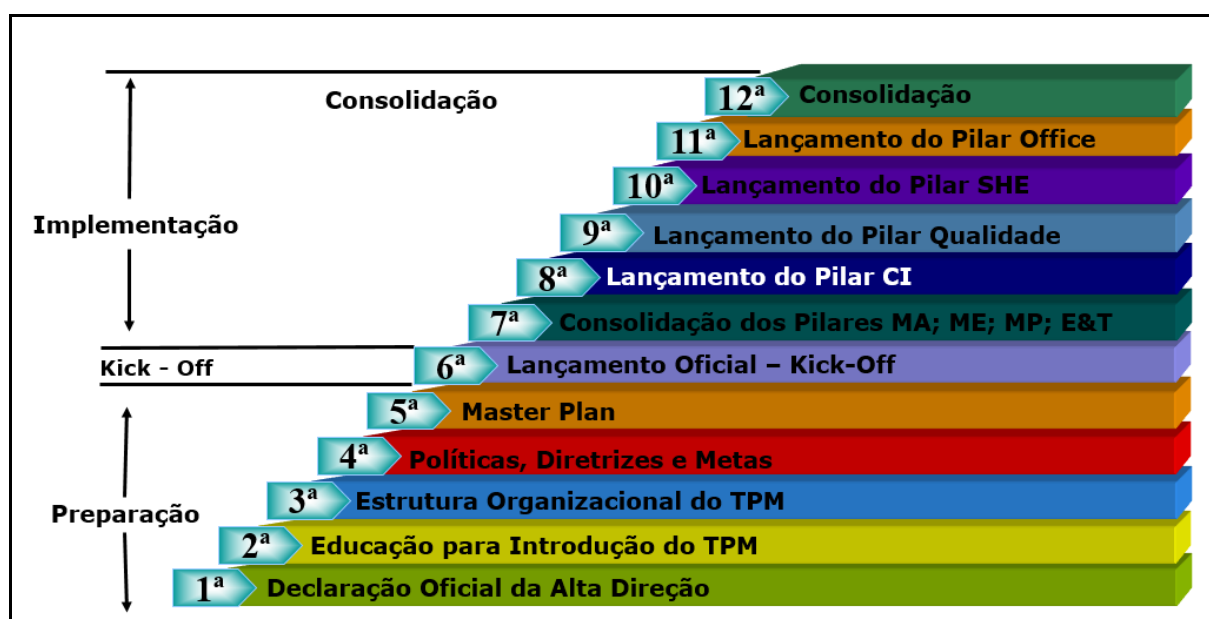 Consolidação
12ª Consolidação
11ª Lançamento do Pilar Office
10ª Lançamento do Pilar SHE
Implementação
9ª Lançamento do Pilar Qualidade
8ª Lançamento do Pilar CI
7ª Consolidação dos Pilares MA; ME; MP; E&T
Kick - Off
6ª Lançamento Oficial – Kick-Off
5ª Master Plan
4ª Políticas, Diretrizes e Metas
3ª Estrutura Organizacional do TPM
Preparação
2ª Educação para Introdução do TPM
1ª Declaração Oficial da Alta Direção